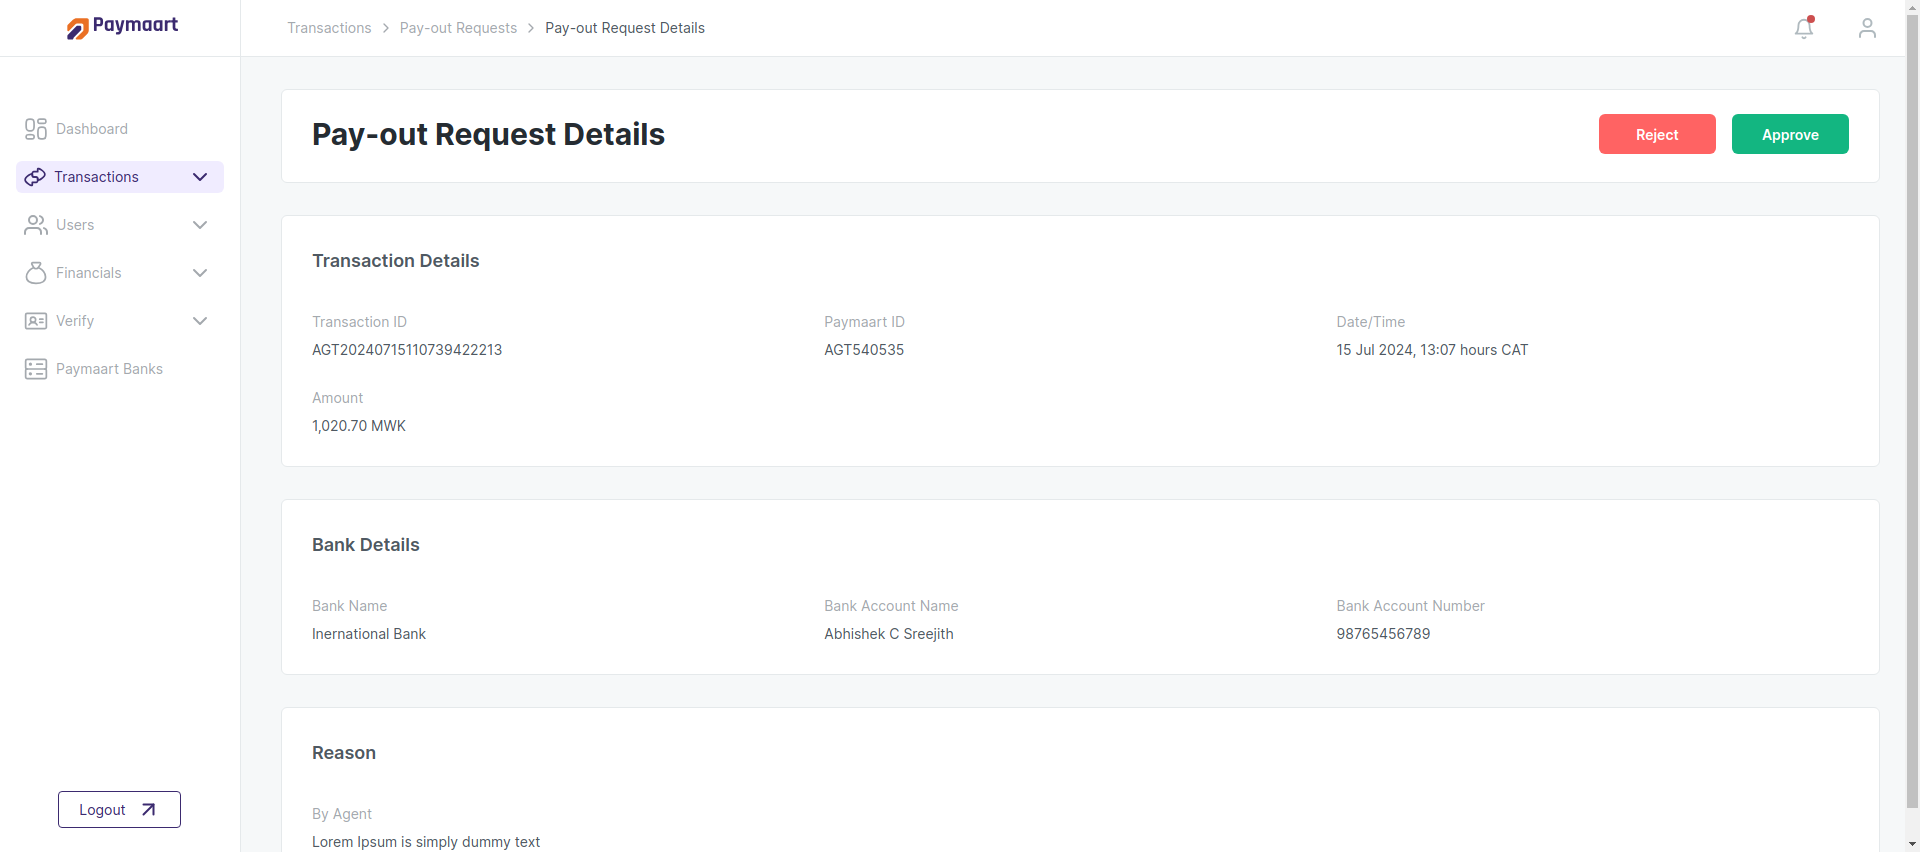 Paymaart
Transactions > Pay-out Requests > Pay-out Request Details
Dashboard
Transactions
Users
Financials
Verify
Paymaart Banks
Logout
Pay-out Request Details
Reject
Approve
Transaction Details
Transaction ID
AGT20240715110739422213
Paymaart ID
AGT540535
Date/Time
15 Jul 2024, 13:07 hours CAT
Amount
1,020.70 MWK
Bank Details
Bank Name
Inernational Bank
Bank Account Name
Abhishek C Sreejith
Bank Account Number
98765456789
Reason
By Agent
Lorem Ipsum is simply dummy text